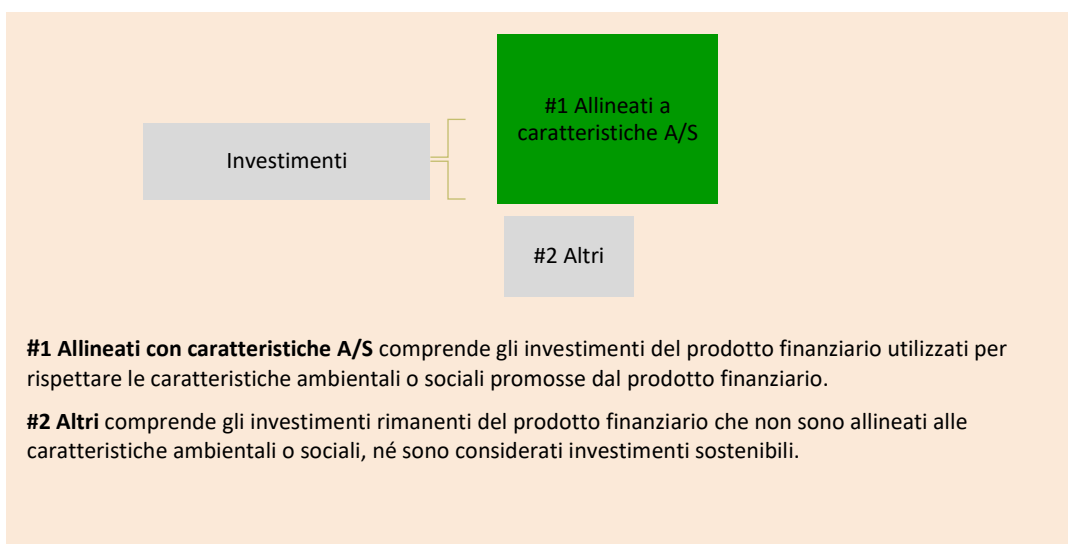 #1 Allineati a
caratteristiche A/S
Investimenti
#2 Altri
#1 Allineati con caratteristiche A/S comprende gli investimenti del prodotto finanziario utilizzati per
rispettare le caratteristiche ambientali o sociali promosse dal prodotto finanziario.
#2 Altri comprende gli investimenti rimanenti del prodotto finanziario che non sono allineati alle
caratteristiche ambientali o sociali, né sono considerati investimenti sostenibili.